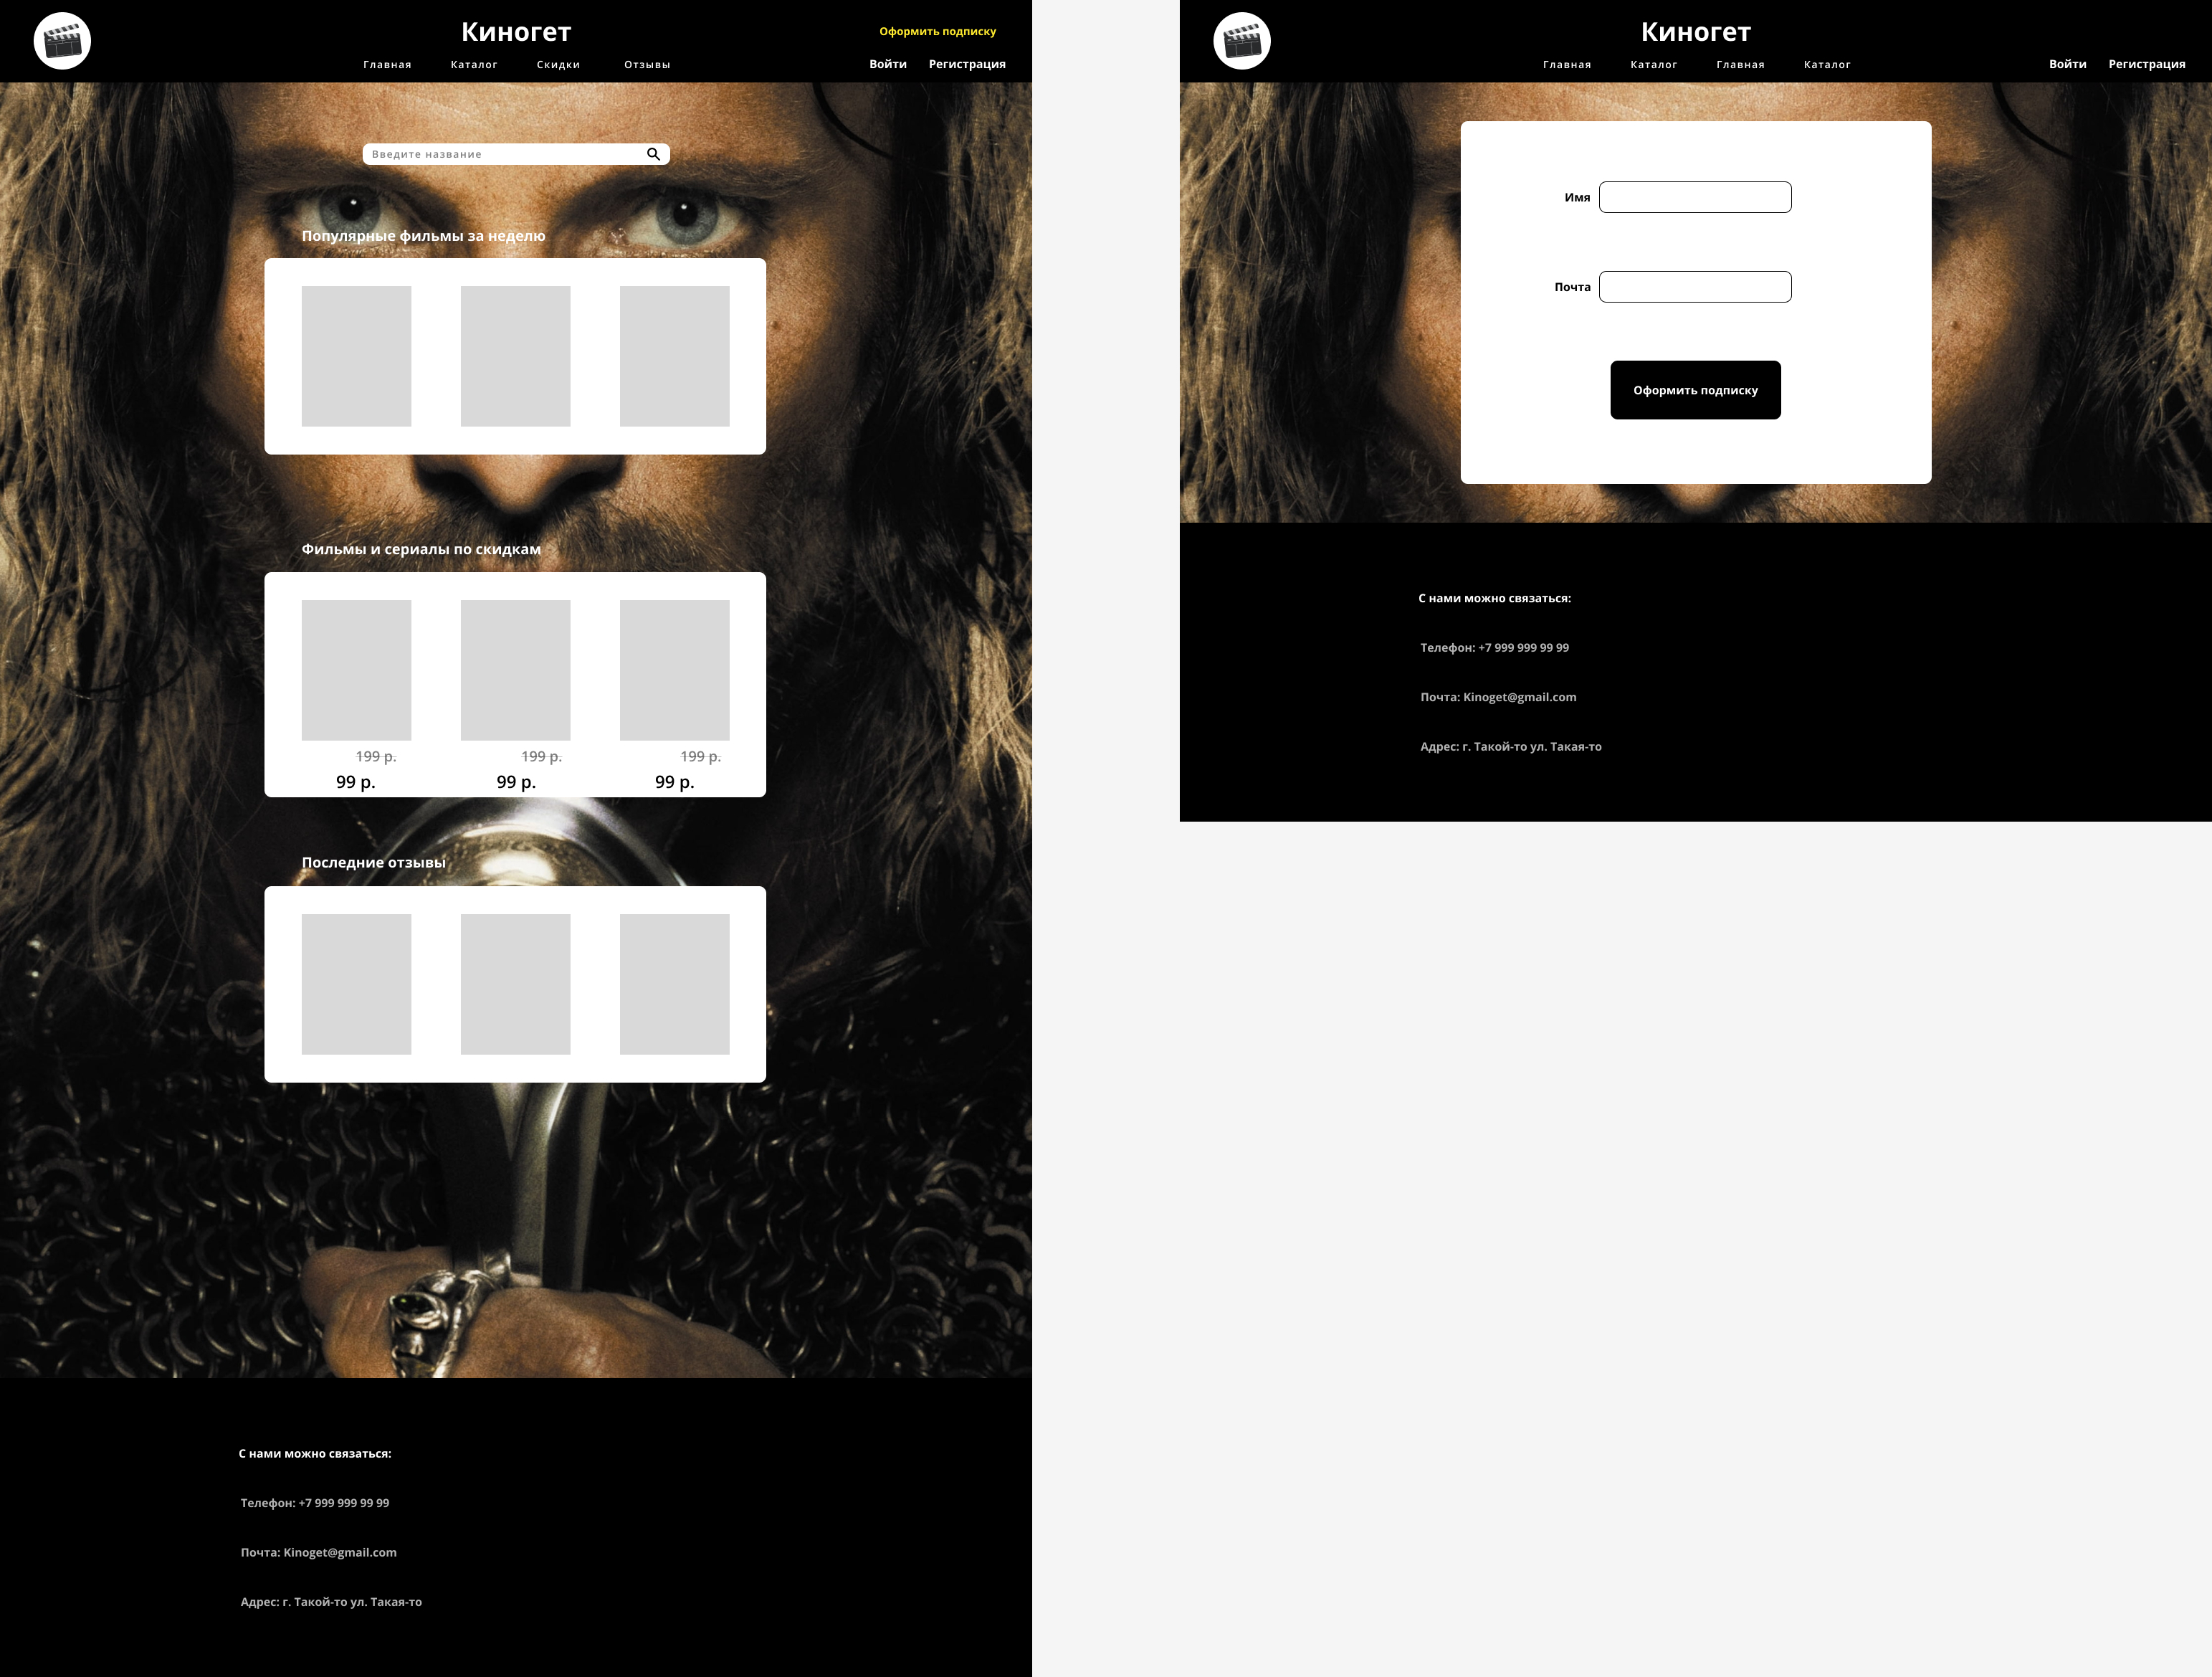 Киногет
Оформить подписку
Главная Каталог Скидки Отзывы
Войти Регистрация
Введите название
Популярные фильмы за неделю
Фильмы и сериалы по скидкам
199 р. 199 р. 199 р.
99 р. 99 р. 99 р.
Последние отзывы
С нами можно связаться:
Телефон: +7 999 999 99 99
Почта: Kinoget@gmail.com
Адрес: г. Такой-то ул. Такая-то
Киногет
Главная Каталог Главная Каталог
Войти Регистрация
Имя
Почта
Оформить подписку
С нами можно связаться:
Телефон: +7 999 999 99 99
Почта: Kinoget@gmail.com
Адрес: г. Такой-то ул. Такая-то